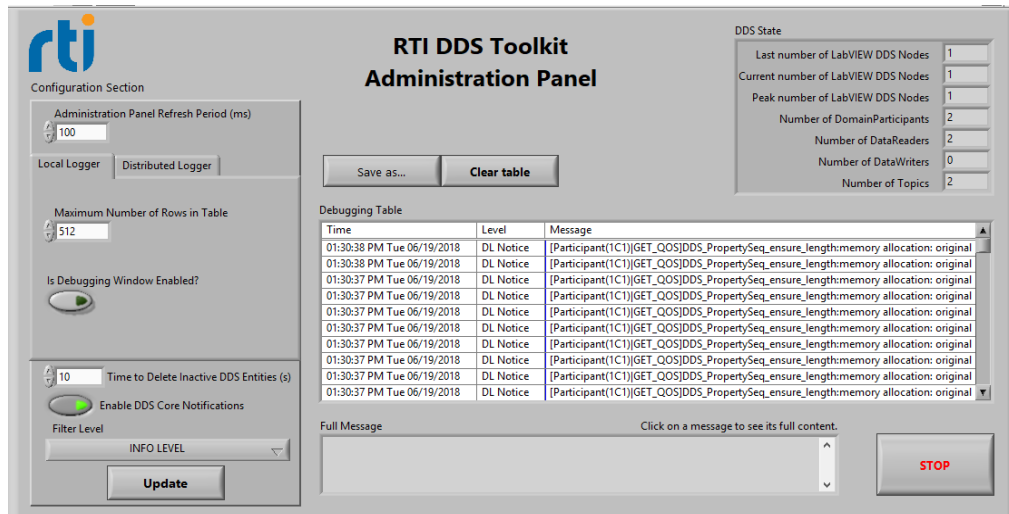 rti
RTI DDS Toolkit
Administration Panel
Configuration Section
Administration Panel Refresh Period (ms)
100
Local Logger
Distributed Logger
Maximum Number of Rows in Table
512
Is Debugging Window Enabled?
10 Time to Delete Inactive DDS Entities (s)
Enable DDS Core Notifications
Filter Level
INFO LEVEL
Update
DDS State
Last number of LabVIEW DDS Nodes 1
Current number of LabVIEW DDS Nodes 1
Peak number of LabVIEW DDS Nodes 1
Number of DomainParticipants 2
Number of DataReaders 2
Number of DataWriters 0
Number of Topics 2
Save as...
Clear table
Debugging Table
Time Level Message
01:30:38 PM Tue 06/19/2018 DL Notice [Participant(1C1)|GET_QOS]DDS_PropertySeq_ensure_length:memory allocation: original
01:30:38 PM Tue 06/19/2018 DL Notice [Participant(1C1)|GET_QOS]DDS_PropertySeq_ensure_length:memory allocation: original
01:30:37 PM Tue 06/19/2018 DL Notice [Participant(1C1)|GET_QOS]DDS_PropertySeq_ensure_length:memory allocation: original
01:30:37 PM Tue 06/19/2018 DL Notice [Participant(1C1)|GET_QOS]DDS_PropertySeq_ensure_length:memory allocation: original
01:30:37 PM Tue 06/19/2018 DL Notice [Participant(1C1)|GET_QOS]DDS_PropertySeq_ensure_length:memory allocation: original
01:30:37 PM Tue 06/19/2018 DL Notice [Participant(1C1)|GET_QOS]DDS_PropertySeq_ensure_length:memory allocation: original
01:30:37 PM Tue 06/19/2018 DL Notice [Participant(1C1)|GET_QOS]DDS_PropertySeq_ensure_length:memory allocation: original
01:30:37 PM Tue 06/19/2018 DL Notice [Participant(1C1)|GET_QOS]DDS_PropertySeq_ensure_length:memory allocation: original
01:30:37 PM Tue 06/19/2018 DL Notice [Participant(1C1)|GET_QOS]DDS_PropertySeq_ensure_length:memory allocation: original
01:30:37 PM Tue 06/19/2018 DL Notice [Participant(1C1)|GET_QOS]DDS_PropertySeq_ensure_length:memory allocation: original
Full Message
Click on a message to see its full content.
STOP